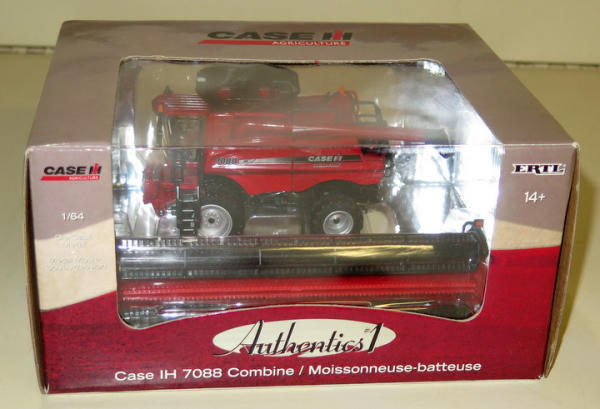 CASE IH
AGRICULTURE
7088
CASE IH
CASE IH
AGRICULTURE
ERTL
1/64
14+
Authentics #1
Case IH 7088 Combine / Moissonneuse-batteuse